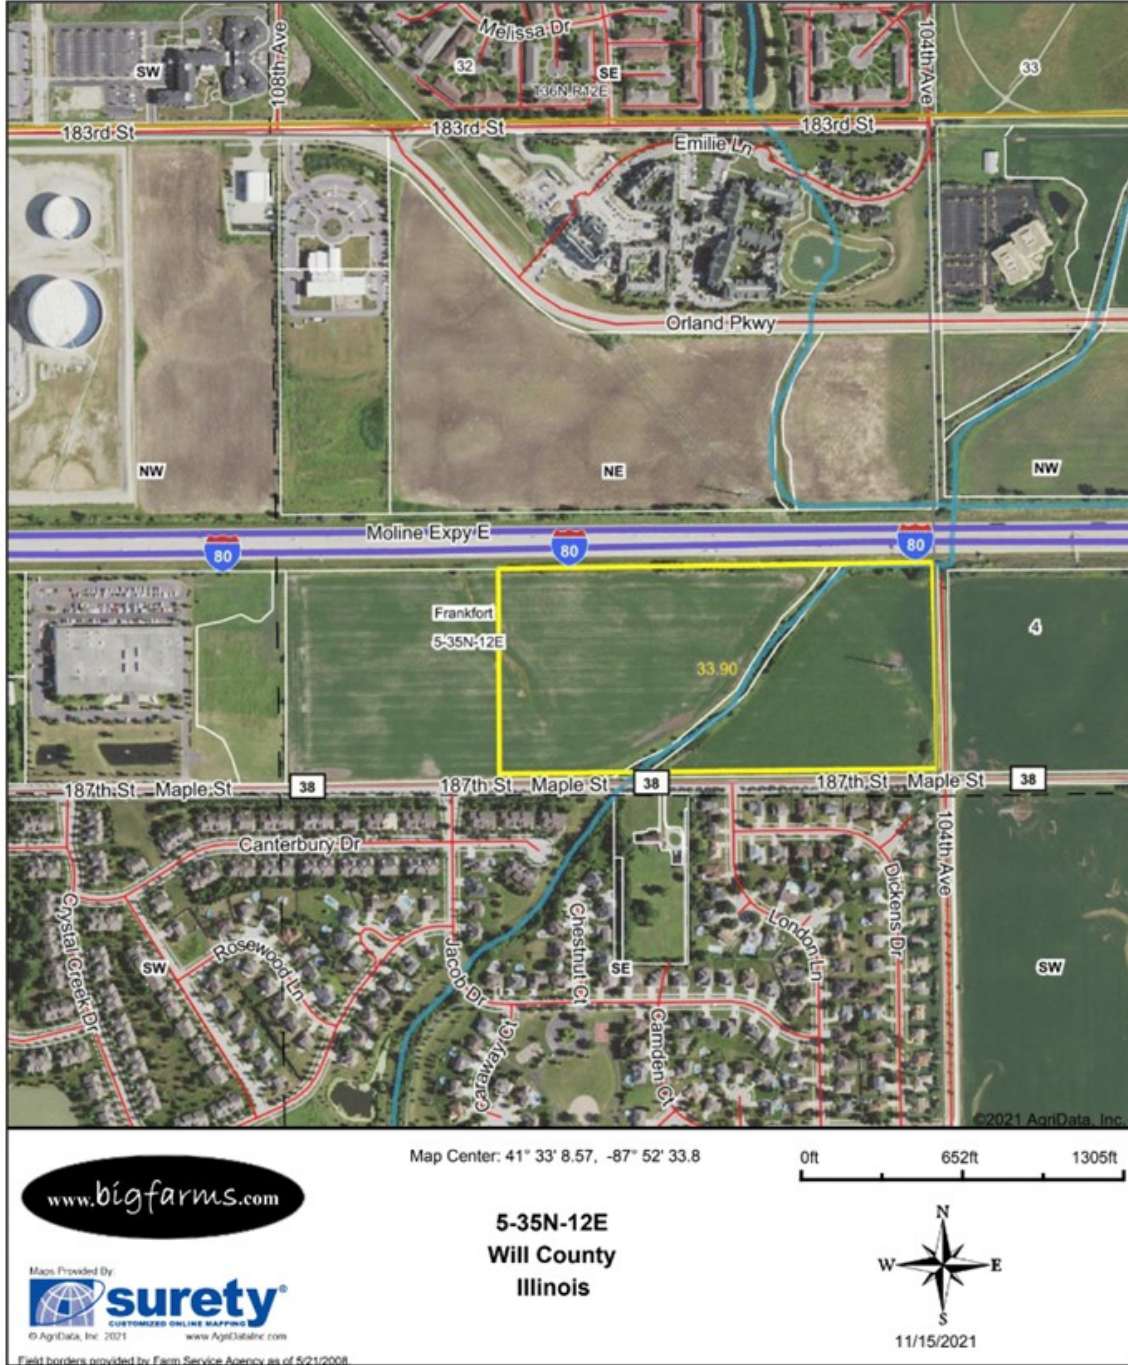 Melissa Dr
108th Ave
104th Ave
SW
32
SE
33
T36N,R12E
183rd St
183rd St
183rd St
Emilie Ln
Orland Pkwy
NW
NE
NW
Moline Expy E
80
80
80
Frankfort
5-35N-12E
33.90
4
187th St Maple St
38
187th St Maple St
38
187th St Maple St
38
Canterbury Dr
104th Ave
Dickens Dr
Crystal Creek Dr
Rosewood Ln
Jacob Dr
Chestnut Ct
London Ln
SW
SE
SW
Caraway Ct
Camden Ct
©2021 AgriData, Inc.
www.bigfarms.com
Map Center: 41° 33' 8.57, -87° 52' 33.8
0ft 652ft 1305ft
5-35N-12E
Will County
Illinois
N
W E
S
11/15/2021
Maps Provided By:
surety®
CUSTOMIZED ONLINE MAPPING
© AgriData, Inc. 2021 www.AgriDataInc.com
Field borders provided by Farm Service Agency as of 5/21/2008.